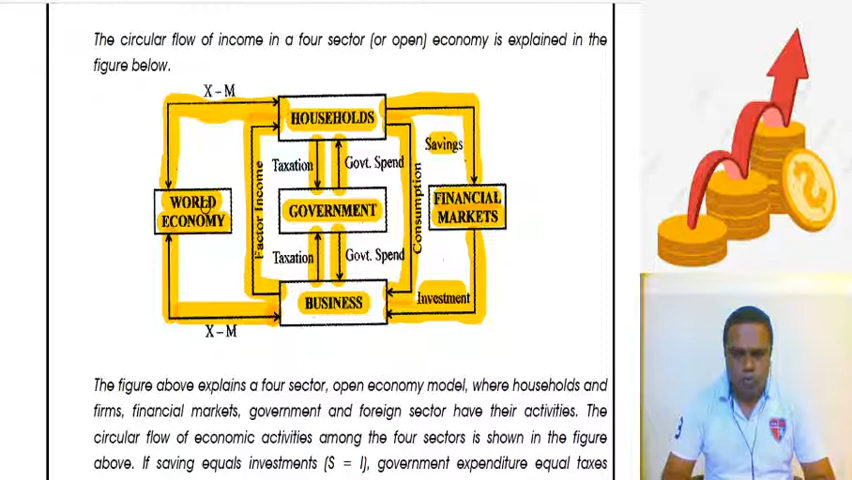 The circular flow of income in a four sector (or open) economy is explained in the
figure below.
X – M
HOUSEHOLDS
Savings
Taxation
Govt. Spend
Factor Income
Consumption
WORLD
ECONOMY
GOVERNMENT
FINANCIAL
MARKETS
Taxation
Govt. Spend
BUSINESS
Investment
X – M
The figure above explains a four sector, open economy model, where households and
firms, financial markets, government and foreign sector have their activities. The
circular flow of economic activities among the four sectors is shown in the figure
above. If saving equals investments (S = I), government expenditure equal taxes
3